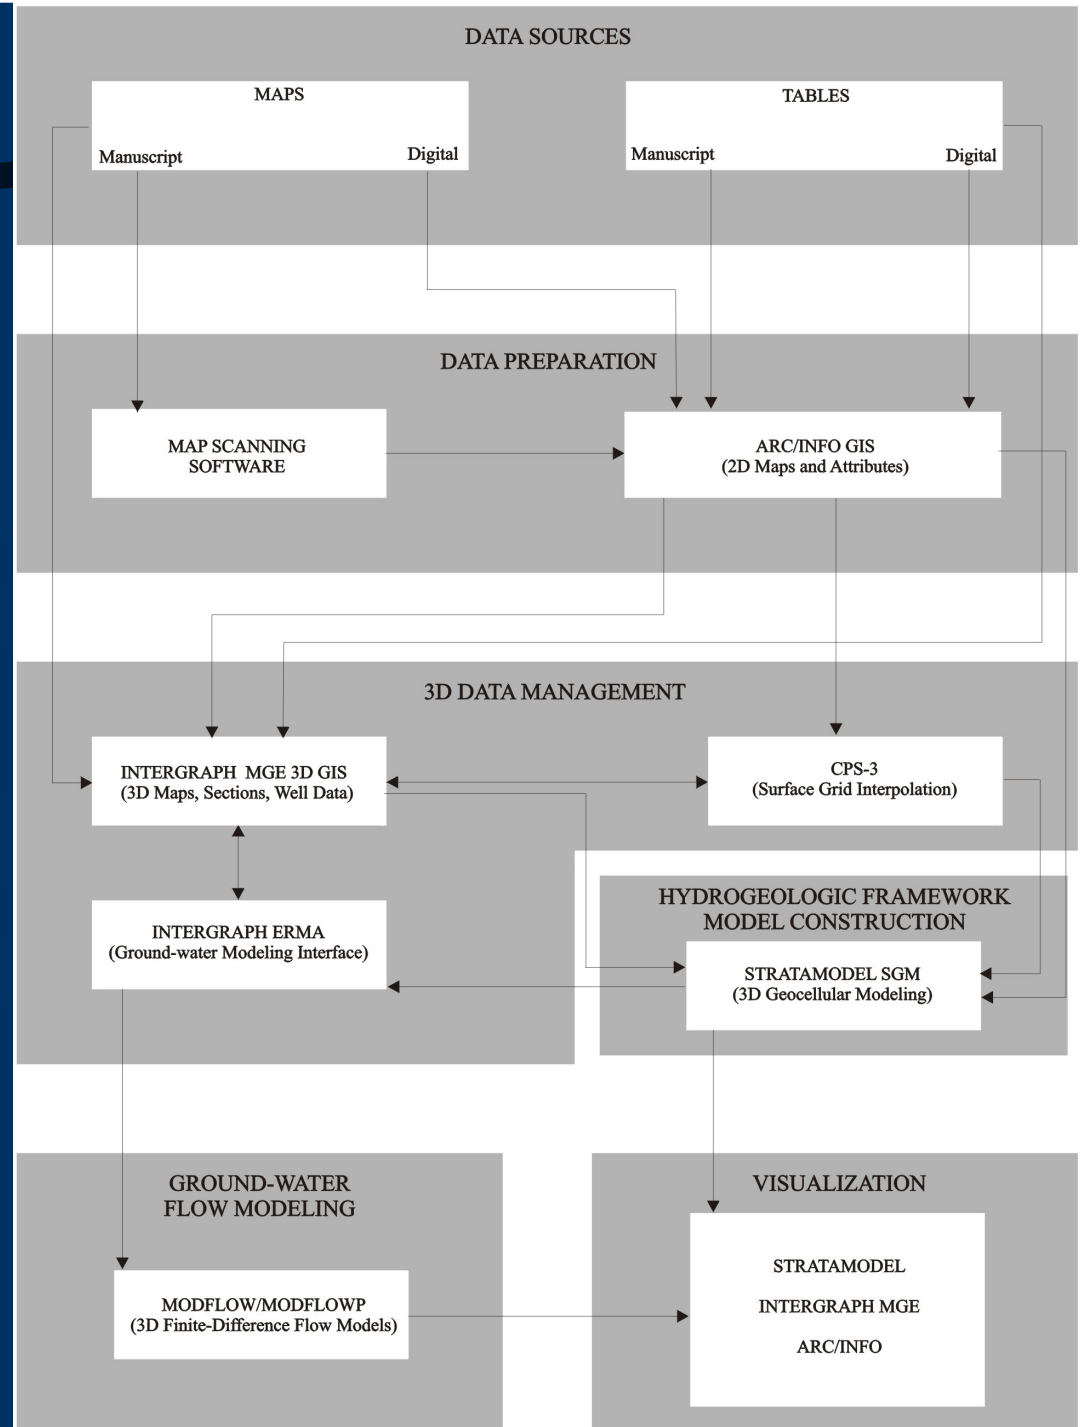 DATA SOURCES
MAPS
Manuscript
Digital
TABLES
Manuscript
Digital
DATA PREPARATION
MAP SCANNING
SOFTWARE
ARC/INFO GIS
(2D Maps and Attributes)
3D DATA MANAGEMENT
INTERGRAPH MGE 3D GIS
(3D Maps, Sections, Well Data)
CPS-3
(Surface Grid Interpolation)
INTERGRAPH ERMA
(Ground-water Modeling Interface)
HYDROGEOLOGIC FRAMEWORK
MODEL CONSTRUCTION
STRATAMODEL SGM
(3D Geocellular Modeling)
GROUND-WATER
FLOW MODELING
MODFLOW/MODFLOWP
(3D Finite-Difference Flow Models)
VISUALIZATION
STRATAMODEL
INTERGRAPH MGE
ARC/INFO